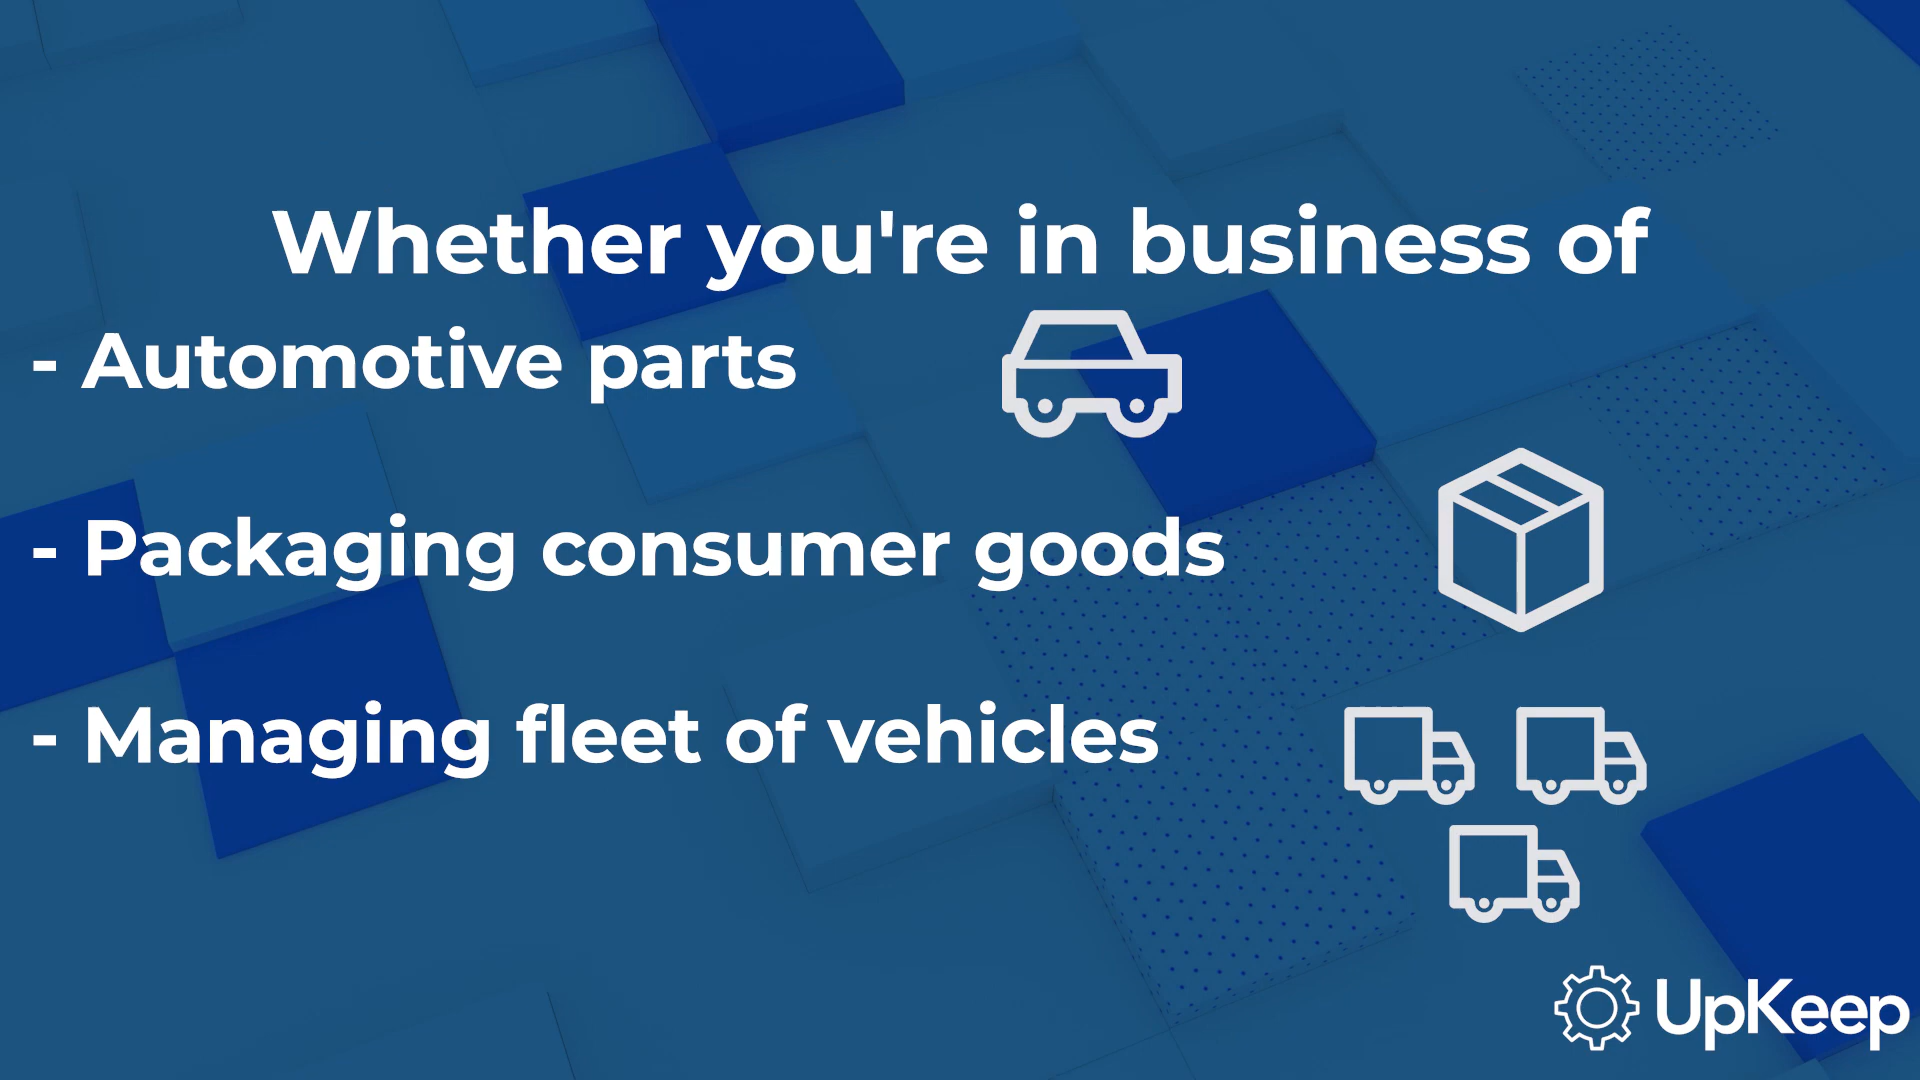 Whether you're in business of
- Automotive parts
- Packaging consumer goods
- Managing fleet of vehicles
UpKeep